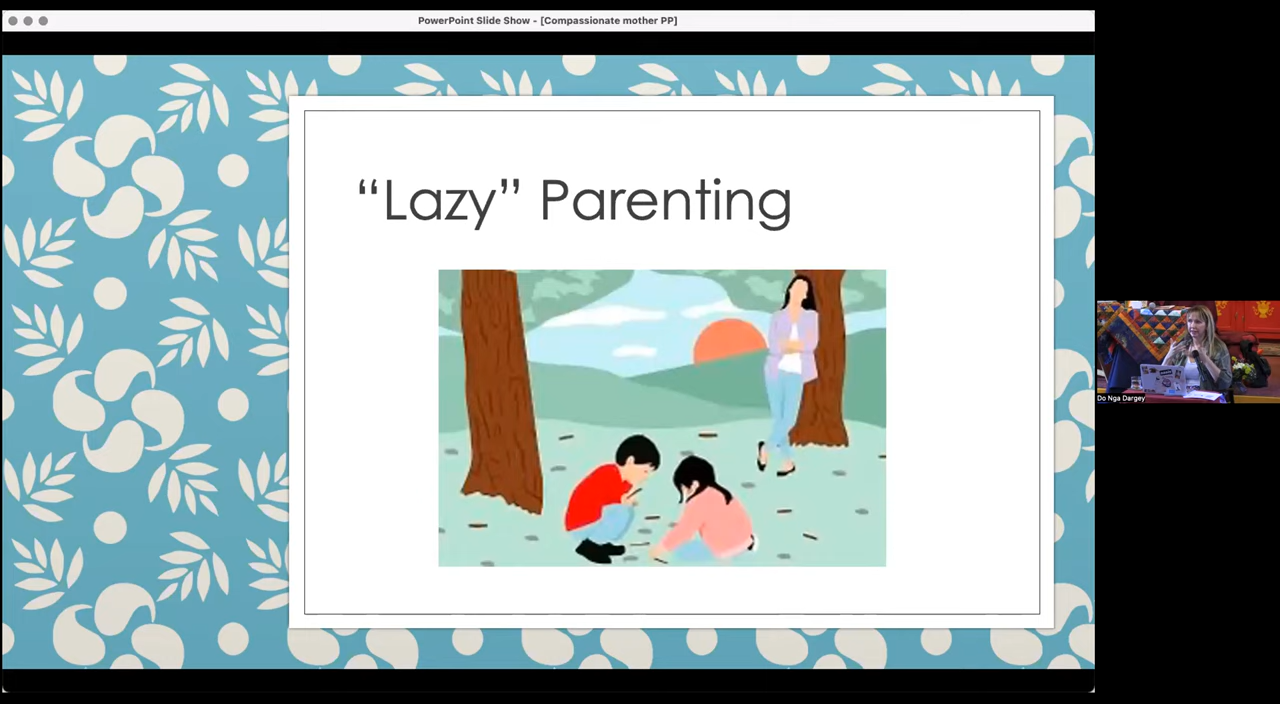 PowerPoint Slide Show - [Compassionate mother PP]
“Lazy” Parenting
Do Nga Dargey